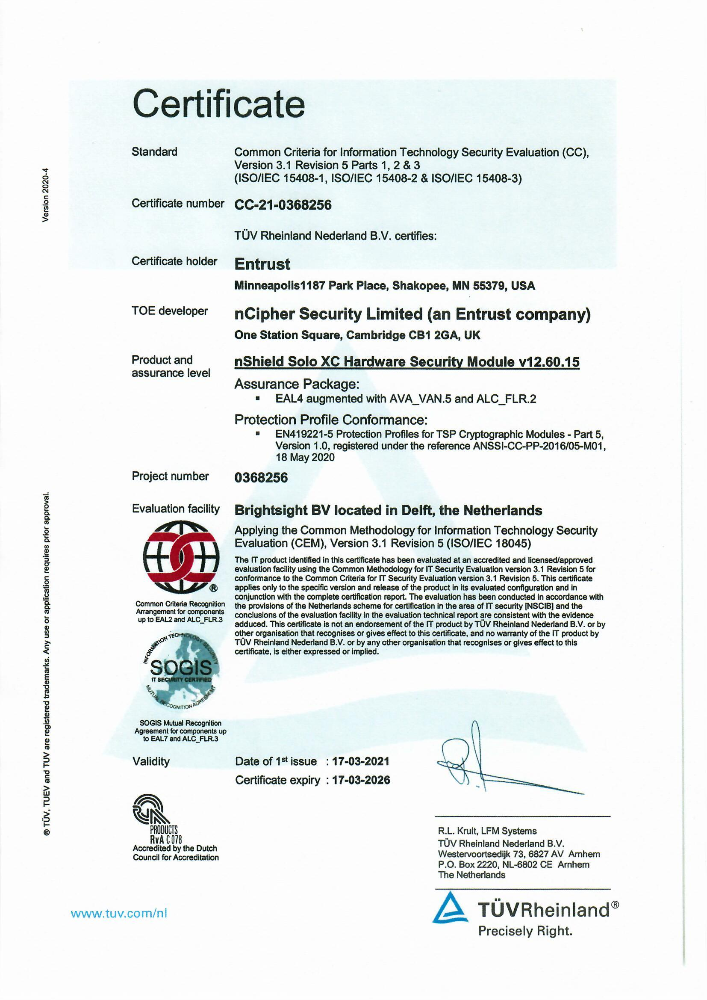 Certificate
Standard
Common Criteria for Information Technology Security Evaluation (CC),
Version 3.1 Revision 5 Parts 1, 2 & 3
(ISO/IEC 15408-1, ISO/IEC 15408-2 & ISO/IEC 15408-3)
Certificate number
CC-21-0368256
TÜV Rheinland Nederland B.V. certifies:
Certificate holder
Entrust
Minneapolis1187 Park Place, Shakopee, MN 55379, USA
TOE developer
nCipher Security Limited (an Entrust company)
One Station Square, Cambridge CB1 2GA, UK
Product and
assurance level
nShield Solo XC Hardware Security Module v12.60.15
Assurance Package:
▪ EAL4 augmented with AVA_VAN.5 and ALC_FLR.2
Protection Profile Conformance:
▪ EN419221-5 Protection Profiles for TSP Cryptographic Modules - Part 5,
Version 1.0, registered under the reference ANSSI-CC-PP-2016/05-M01,
18 May 2020
Project number
0368256
Evaluation facility
Brightsight BV located in Delft, the Netherlands
Applying the Common Methodology for Information Technology Security
Evaluation (CEM), Version 3.1 Revision 5 (ISO/IEC 18045)
The IT product identified in this certificate has been evaluated at an accredited and licensed/approved
evaluation facility using the Common Methodology for IT Security Evaluation version 3.1 Revision 5 for
conformance to the Common Criteria for IT Security Evaluation version 3.1 Revision 5. This certificate
applies only to the specific version and release of the product in its evaluated configuration and in
conjunction with the complete certification report. The evaluation has been conducted in accordance with
the provisions of the Netherlands scheme for certification in the area of IT security [NSCIB] and the
conclusions of the evaluation facility in the evaluation technical report are consistent with the evidence
adduced. This certificate is not an endorsement of the IT product by TÜV Rheinland Nederland B.V. or by
other organisation that recognises or gives effect to this certificate, and no warranty of the IT product by
TÜV Rheinland Nederland B.V. or by any other organisation that recognises or gives effect to this
certificate, is either expressed or implied.
®
Common Criteria Recognition
Arrangement for components
up to EAL2 and ALC_FLR.3
INFORMATION TECHNOLOGY SECURITY
SOGIS
IT SECURITY CERTIFIED
MUTUAL RECOGNITION AGREEMENT
SOGIS Mutual Recognition
Agreement for components up
to EAL7 and ALC_FLR.3
Validity
Date of 1st issue : 17-03-2021
Certificate expiry : 17-03-2026
PRODUCTS
RvA C 078
Accredited by the Dutch
Council for Accreditation
R.L. Kruit, LFM Systems
TÜV Rheinland Nederland B.V.
Westervoortsedijk 73, 6827 AV Arnhem
P.O. Box 2220, NL-6802 CE Arnhem
The Netherlands
www.tuv.com/nl
TÜVRheinland®
Precisely Right.
Version 2020-4
® TÜV, TUEV and TUV are registered trademarks. Any use or application requires prior approval.